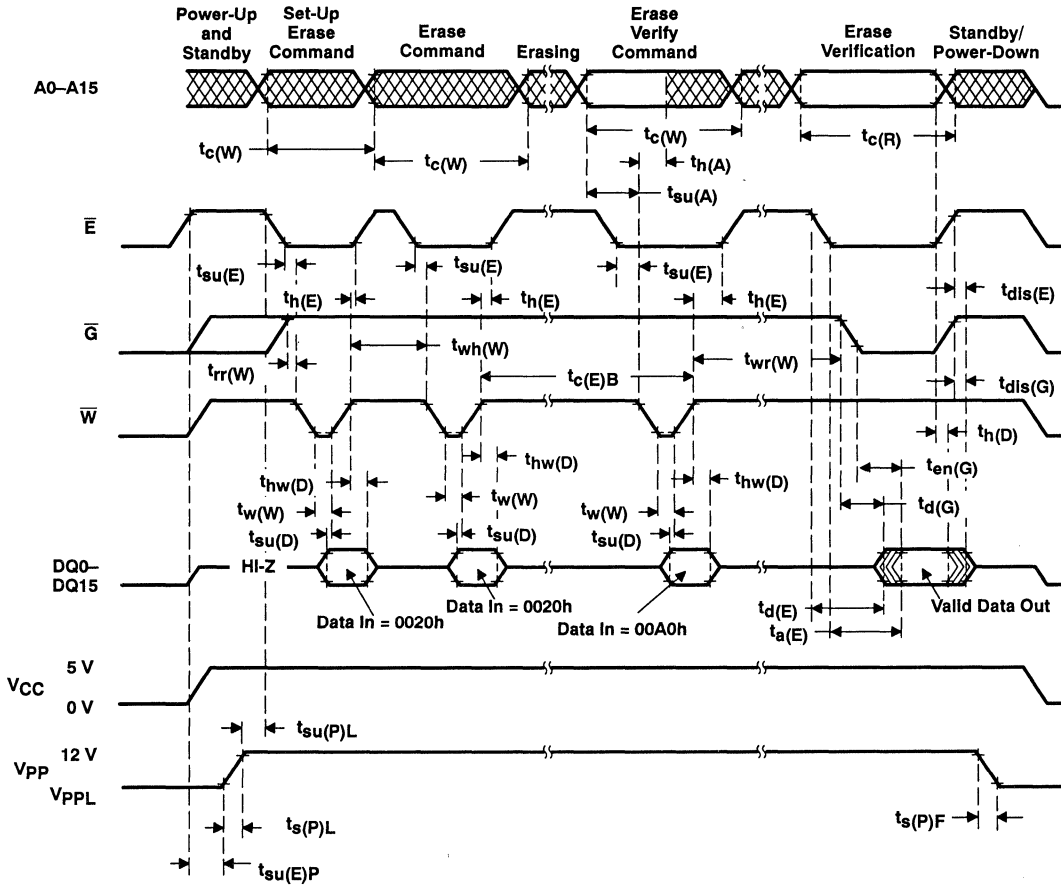 Power-Up
and
Standby
Set-Up
Erase
Command
Erase
Command
Erasing
Erase
Verify
Command
Erase
Verification
Standby/
Power-Down
A0–A15
tc(W)
tc(W)
tc(W)
tc(R)
th(A)
tsu(A)
E
tsu(E)
tsu(E)
tsu(E)
th(E)
th(E)
th(E)
tdis(E)
G
trr(W)
twh(W)
twr(W)
tc(E)B
tdis(G)
W
th(D)
thw(D)
thw(D)
thw(D)
ten(G)
tw(W)
tw(W)
tw(W)
td(G)
tsu(D)
tsu(D)
tsu(D)
DQ0–
DQ15
HI-Z
Data In = 0020h
Data In = 0020h
Data In = 00A0h
Valid Data Out
td(E)
ta(E)
5 V
VCC
0 V
tsu(P)L
12 V
VPP
VPPL
ts(P)L
ts(P)F
tsu(E)P